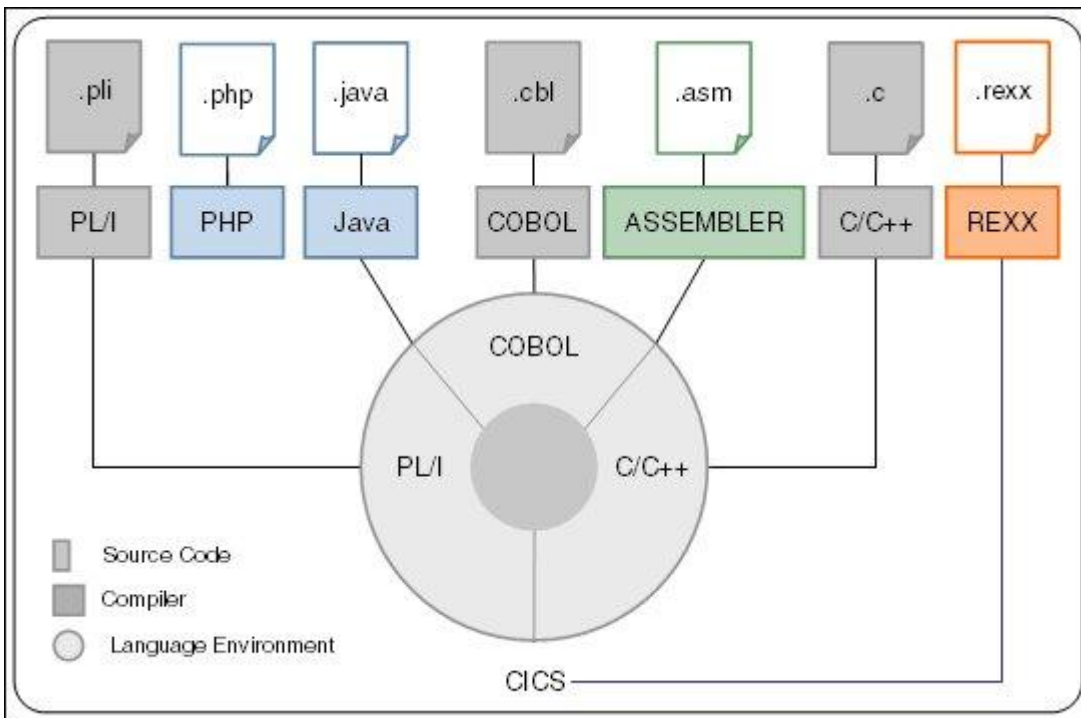 .pli
.php
.java
.cbl
.asm
.c
.rexx
PL/I
PHP
Java
COBOL
ASSEMBLER
C/C++
REXX
COBOL
PL/I
C/C++
Source Code
Compiler
Language Environment
CICS